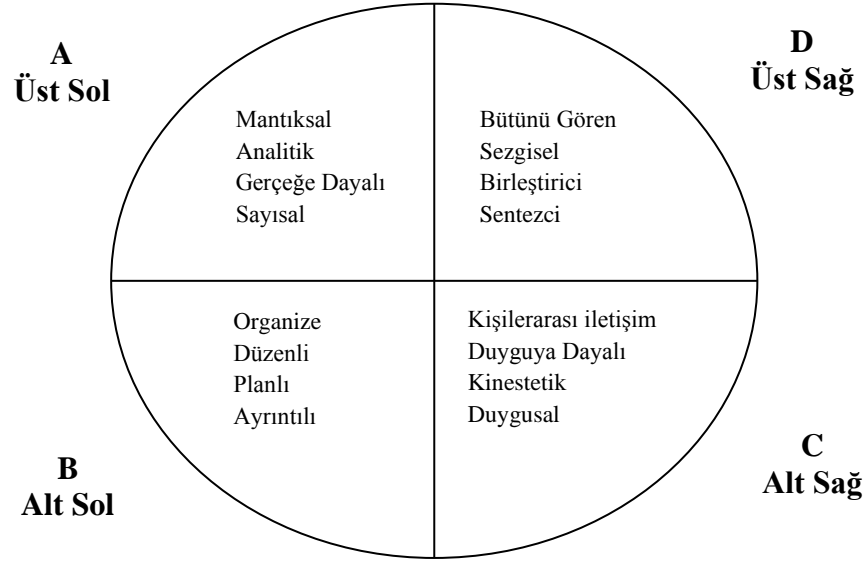 A
Üst Sol
D
Üst Sağ
Mantıksal
Analitik
Gerçeğe Dayalı
Sayısal
Bütünü Gören
Sezgisel
Birleştirici
Sentezci
Organize
Düzenli
Planlı
Ayrıntılı
Kişilerarası iletişim
Duyguya Dayalı
Kinestetik
Duygusal
B
Alt Sol
C
Alt Sağ